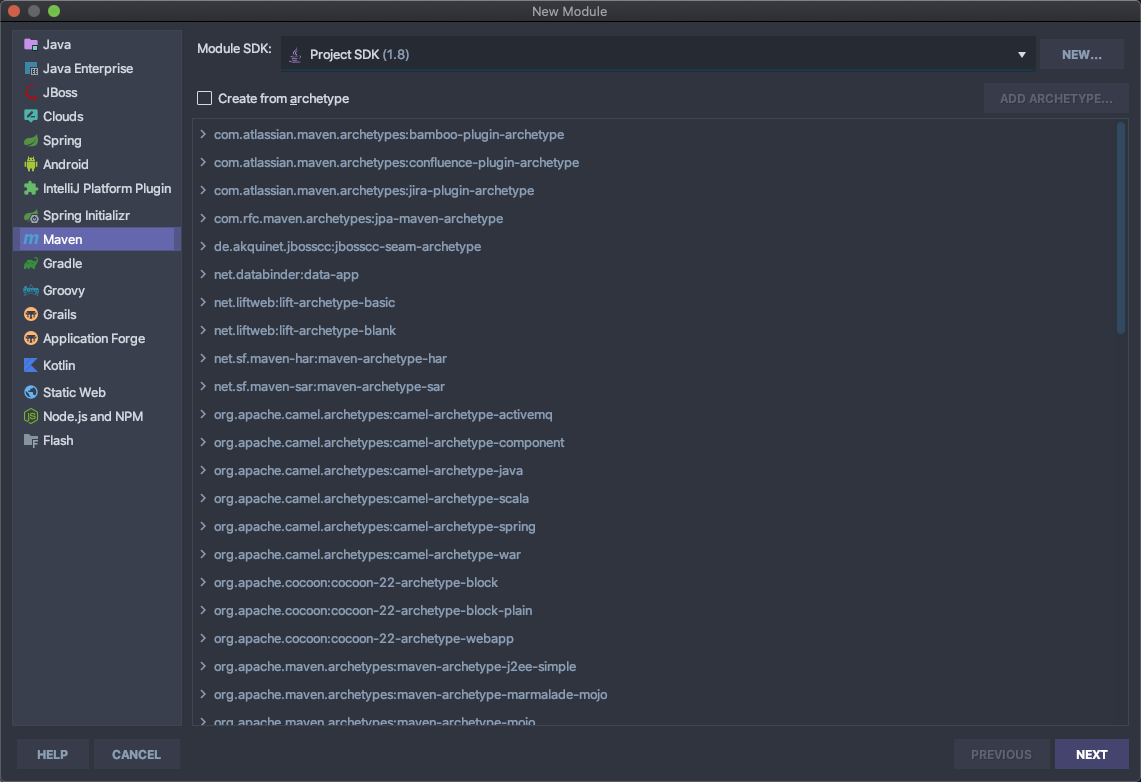 New Module
Java
Java Enterprise
JBoss
Clouds
Spring
Android
IntelliJ Platform Plugin
Spring Initializr
Maven
Gradle
Groovy
Grails
Application Forge
Kotlin
Static Web
Node.js and NPM
Flash
Module SDK: Project SDK (1.8) NEW...
Create from archetype ADD ARCHETYPE...
com.atlassian.maven.archetypes:bamboo-plugin-archetype
com.atlassian.maven.archetypes:confluence-plugin-archetype
com.atlassian.maven.archetypes:jira-plugin-archetype
com.rfc.maven.archetypes:jpa-maven-archetype
de.akquinet.jbosscc:jbosscc-seam-archetype
net.databinder:data-app
net.liftweb:lift-archetype-basic
net.liftweb:lift-archetype-blank
net.sf.maven-har:maven-archetype-har
net.sf.maven-sar:maven-archetype-sar
org.apache.camel.archetypes:camel-archetype-activemq
org.apache.camel.archetypes:camel-archetype-component
org.apache.camel.archetypes:camel-archetype-java
org.apache.camel.archetypes:camel-archetype-scala
org.apache.camel.archetypes:camel-archetype-spring
org.apache.camel.archetypes:camel-archetype-war
org.apache.cocoon:cocoon-22-archetype-block
org.apache.cocoon:cocoon-22-archetype-block-plain
org.apache.cocoon:cocoon-22-archetype-webapp
org.apache.maven.archetypes:maven-archetype-j2ee-simple
org.apache.maven.archetypes:maven-archetype-marmalade-mojo
org.apache.maven.archetypes:maven-archetype-mojo
HELP CANCEL PREVIOUS NEXT